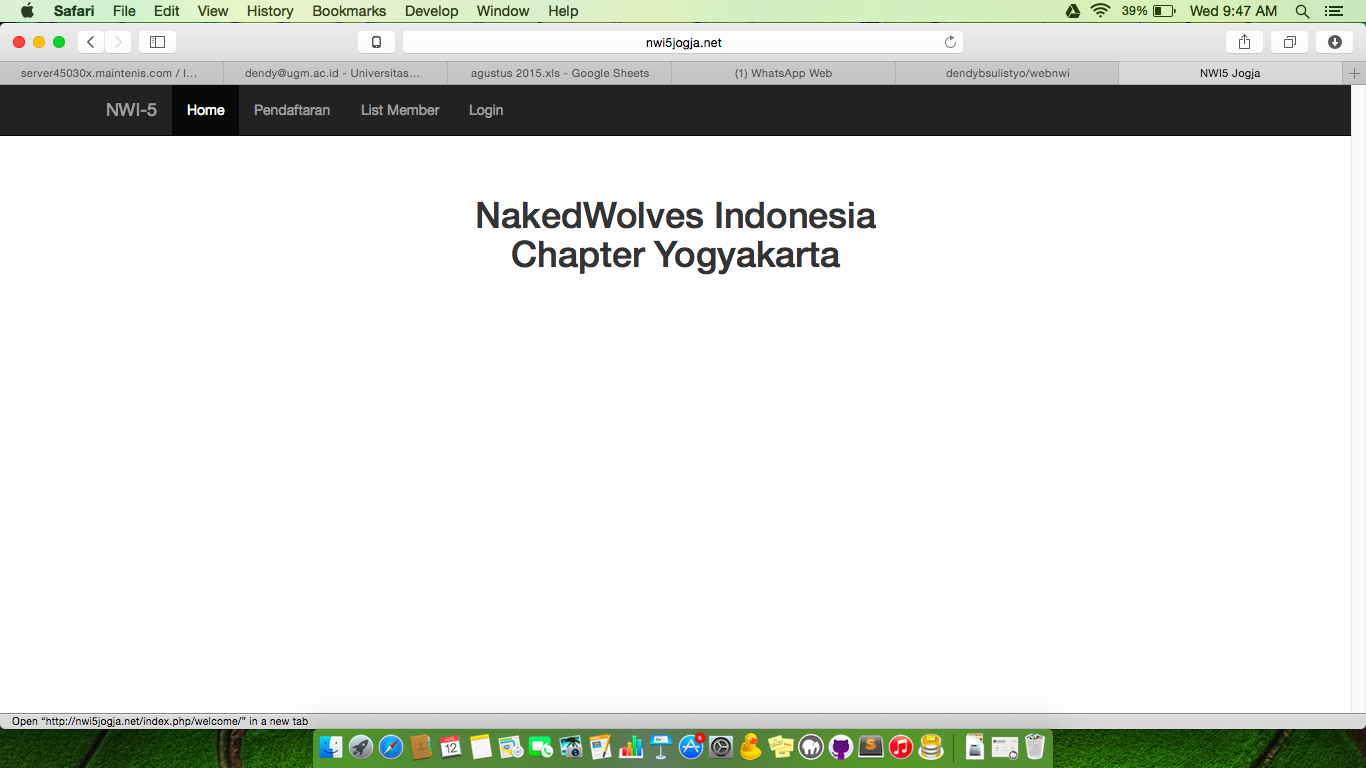 Safari File Edit View History Bookmarks Develop Window Help 39% Wed 9:47 AM
nwi5jogja.net
server45030x.maintenis.com / l... dendy@ugm.ac.id - Universitas... agustus 2015.xls - Google Sheets (1) WhatsApp Web dendybsulistyo/webnwi NWI5 Jogja
NWI-5 Home Pendaftaran List Member Login
NakedWolves Indonesia
Chapter Yogyakarta
Open “http://nwi5jogja.net/index.php/welcome/” in a new tab
AUG
12
6